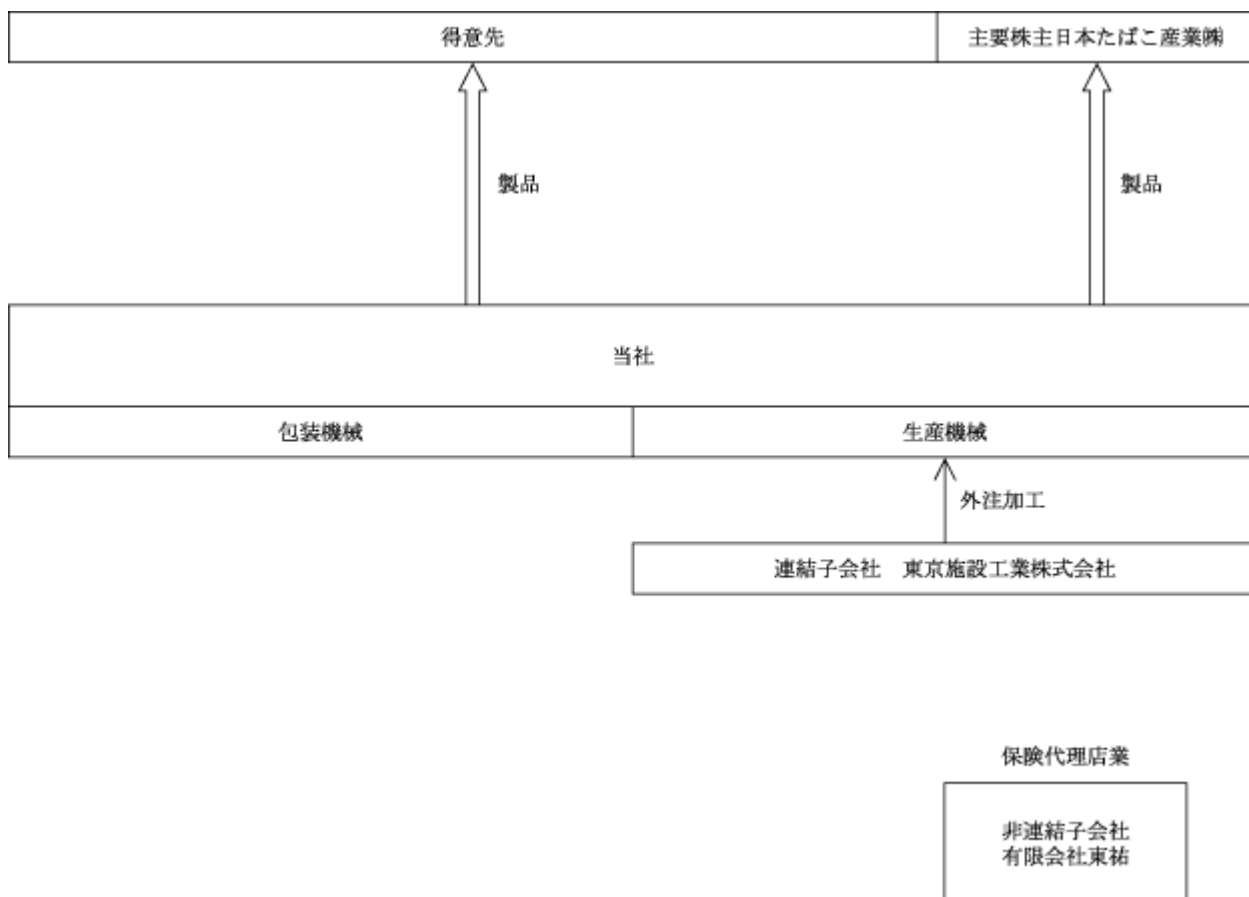 得意先
主要株主日本たばこ産業㈱
製品
製品
当社
包装機械
生産機械
外注加工
連結子会社　東京施設工業株式会社
保険代理店業
非連結子会社
有限会社東祐